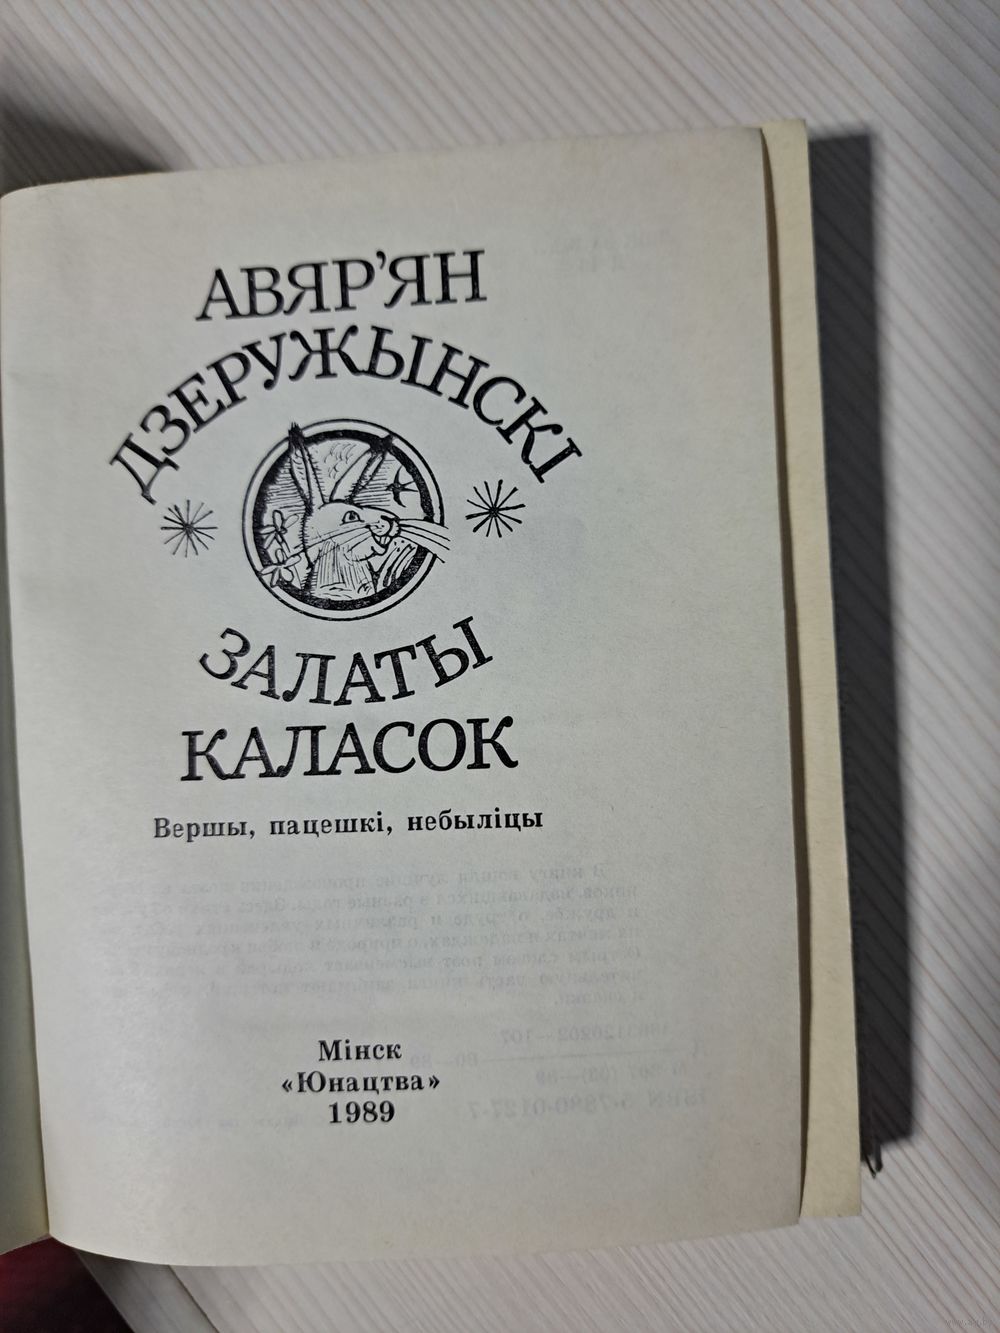 АВЯР’ЯН
ДЗЕРУЖЫНСКІ
ЗАЛАТЫ
КАЛАСОК
Вершы, пацешкі, небыліцы
Мінск
«Юнацтва»
1989